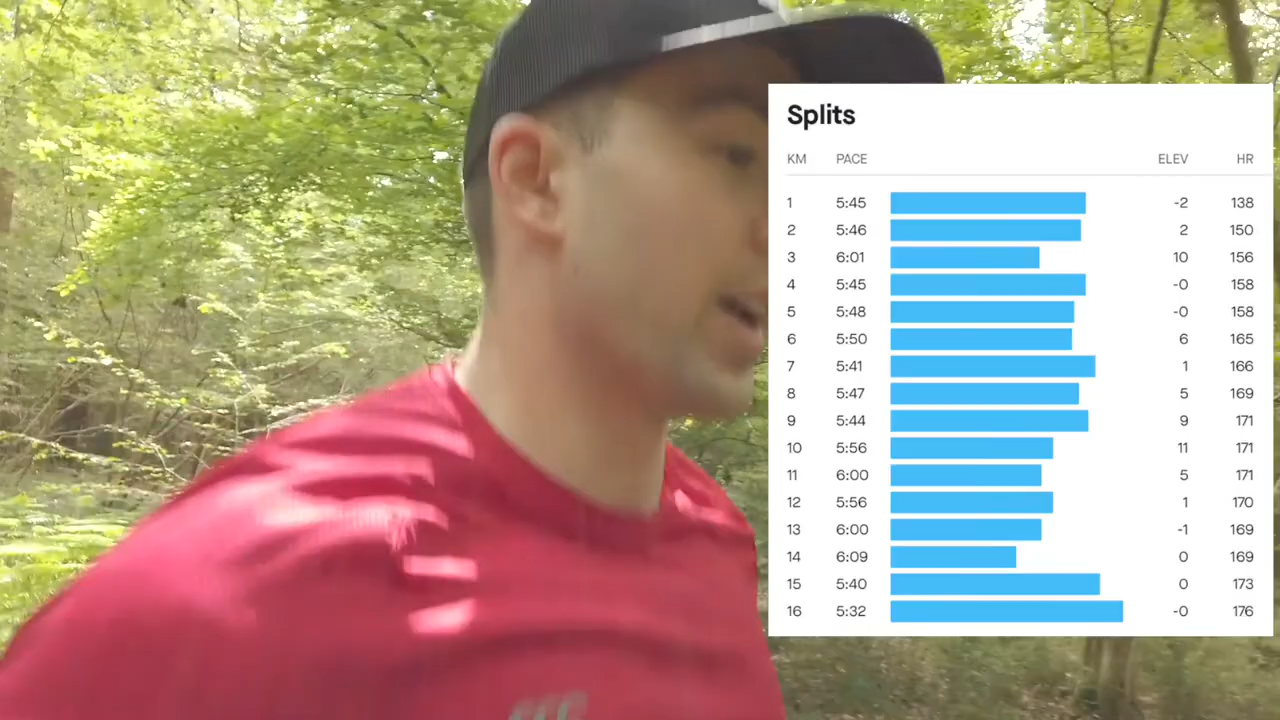 Splits
KM PACE ELEV HR
1 5:45 -2 138
2 5:46 2 150
3 6:01 10 156
4 5:45 -0 158
5 5:48 -0 158
6 5:50 6 165
7 5:41 1 166
8 5:47 5 169
9 5:44 9 171
10 5:56 11 171
11 6:00 5 171
12 5:56 1 170
13 6:00 -1 169
14 6:09 0 169
15 5:40 0 173
16 5:32 -0 176